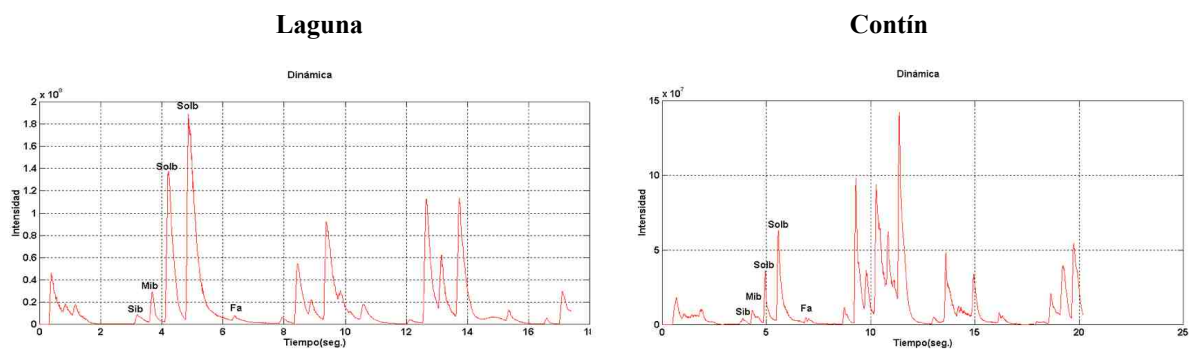 Laguna
Dinámica
x 10
2
1.8
1.6
1.4
1.2
1
0.8
0.6
0.4
0.2
0
Intensidad
Solb
Solb
Mib
Sib
Fa
0 2 4 6 8 10 12 14 16 18
Tiempo(seg.)
Contín
Dinámica
x 10⁷
15
10
5
0
Intensidad
Solb
Solb
Mib
Sib
Fa
0 5 10 15 20 25
Tiempo(seg.)